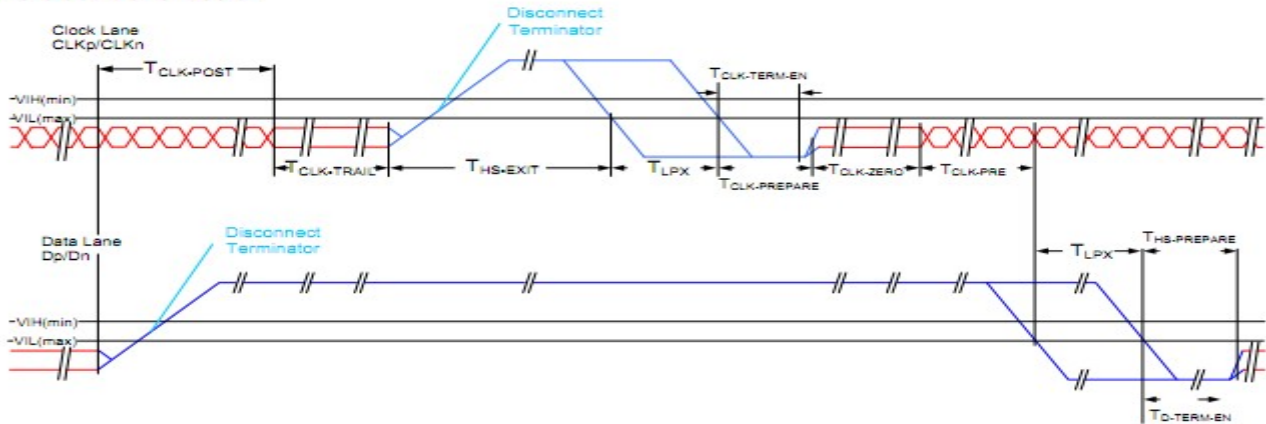 Disconnect
Terminator
Clock Lane
CLKp/CLKn
TCLK-POST
TCLK-TERM-EN
VIH(min)
VIL(max)
TCLK-TRAIL
THS-EXIT
TLPX
TCLK-PREPARE
TCLK-ZERO
TCLK-PRE
Disconnect
Terminator
Data Lane
Dp/Dn
TLPX
THS-PREPARE
VIH(min)
VIL(max)
TD-TERM-EN